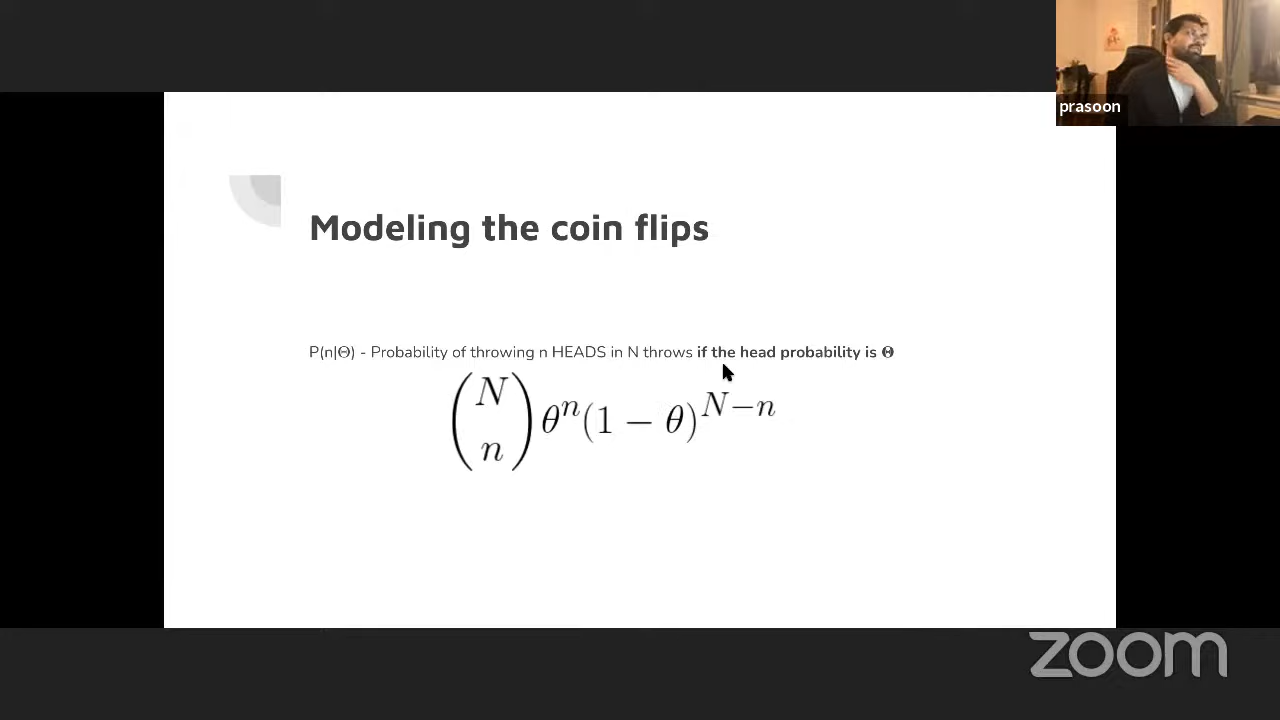 prasoon
Modeling the coin flips
P(n|Θ) - Probability of throwing n HEADS in N throws if the head probability is Θ
(N n) θ^n (1 − θ)^{N−n}
zoom